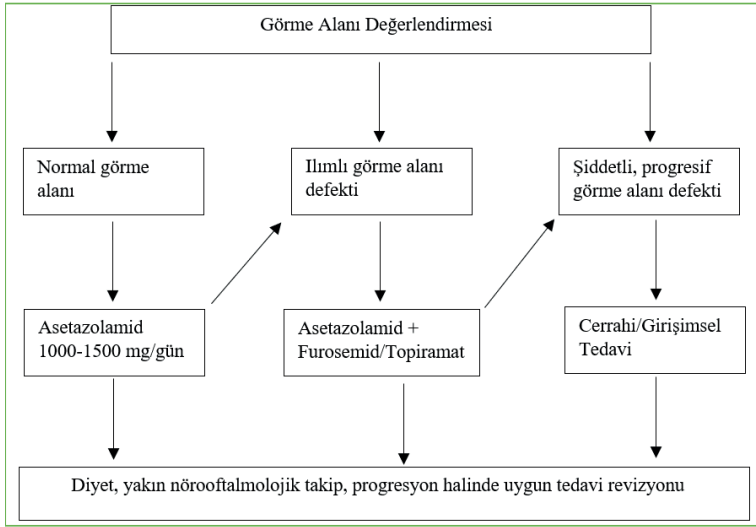 Görme Alanı Değerlendirmesi
Normal görme
alanı
Ilımlı görme alanı
defekti
Şiddetli, progresif
görme alanı defekti
Asetazolamid
1000-1500 mg/gün
Asetazolamid +
Furosemid/Topiramat
Cerrahi/Girişimsel
Tedavi
Diyet, yakın nörooftalmolojik takip, progresyon halinde uygun tedavi revizyonu